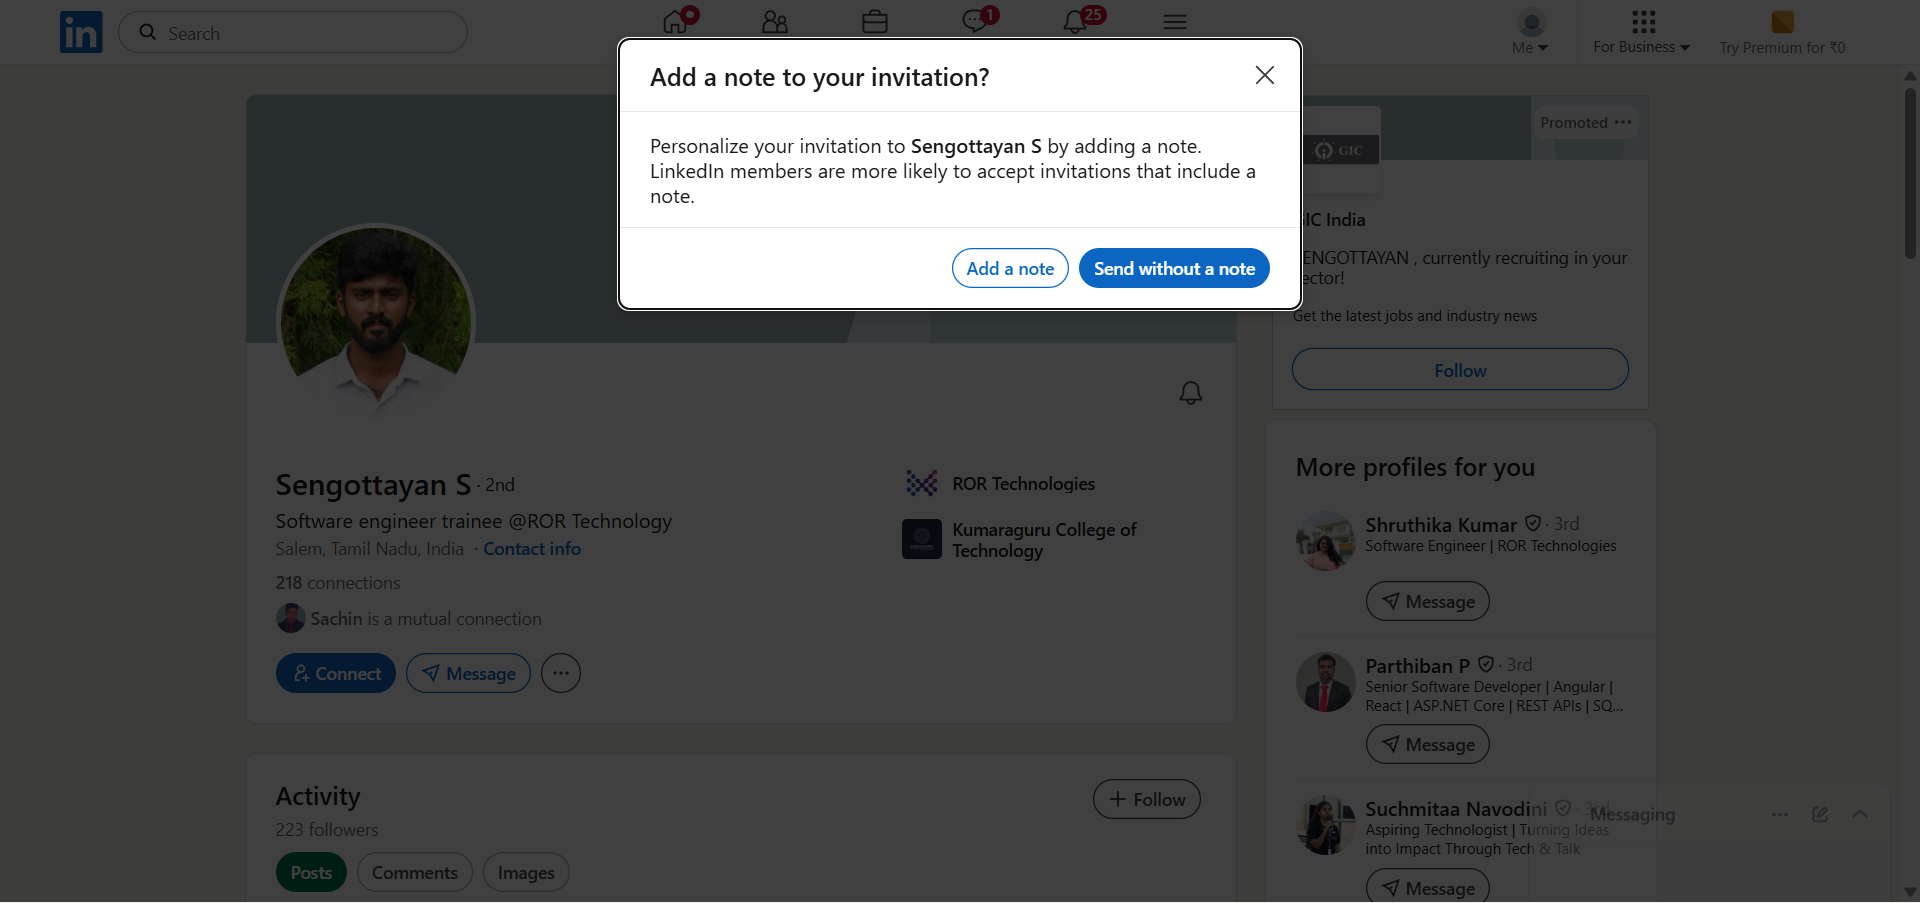 in
Search
1
25
Me
For Business
Try Premium for ₹0
Add a note to your invitation?
Personalize your invitation to Sengottayan S by adding a note.
LinkedIn members are more likely to accept invitations that include a
note.
Add a note
Send without a note
Promoted
GIC
IC India
ENGOTTAYAN , currently recruiting in your
ector!
Get the latest jobs and industry news
Follow
Sengottayan S · 2nd
Software engineer trainee @ROR Technology
Salem, Tamil Nadu, India · Contact info
218 connections
Sachin is a mutual connection
Connect
Message
ROR Technologies
Kumaraguru College of
Technology
More profiles for you
Shruthika Kumar · 3rd
Software Engineer | ROR Technologies
Message
Parthiban P · 3rd
Senior Software Developer | Angular |
React | ASP.NET Core | REST APIs | SQ...
Message
Suchmitaa Navodini · 3rd
Aspiring Technologist | Turning Ideas
into Impact Through Tech & Talk
Message
Messaging
Activity
223 followers
Follow
Posts
Comments
Images